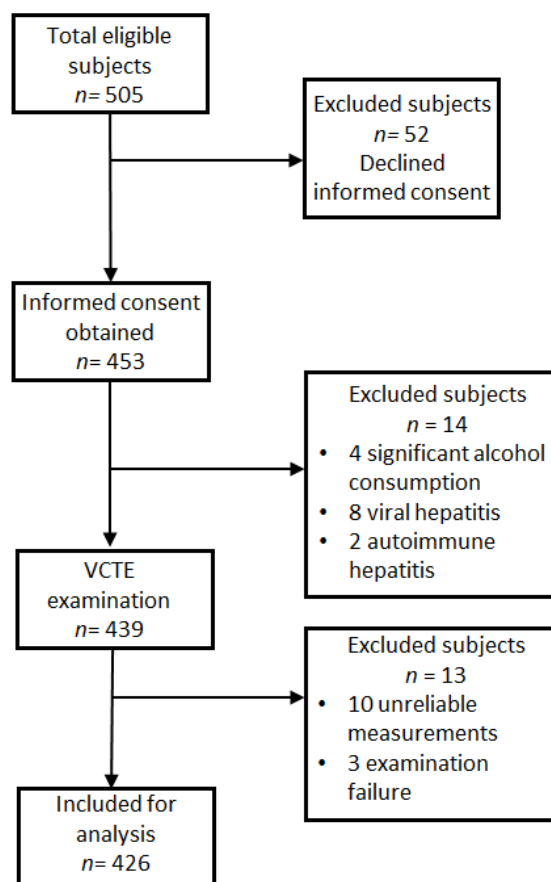 Total eligible
subjects
n= 505
Excluded subjects
n= 52
Declined
informed consent
Informed consent
obtained
n= 453
Excluded subjects
n = 14
• 4 significant alcohol
consumption
• 8 viral hepatitis
• 2 autoimmune
hepatitis
VCTE
examination
n= 439
Excluded subjects
n = 13
• 10 unreliable
measurements
• 3 examination
failure
Included for
analysis
n= 426